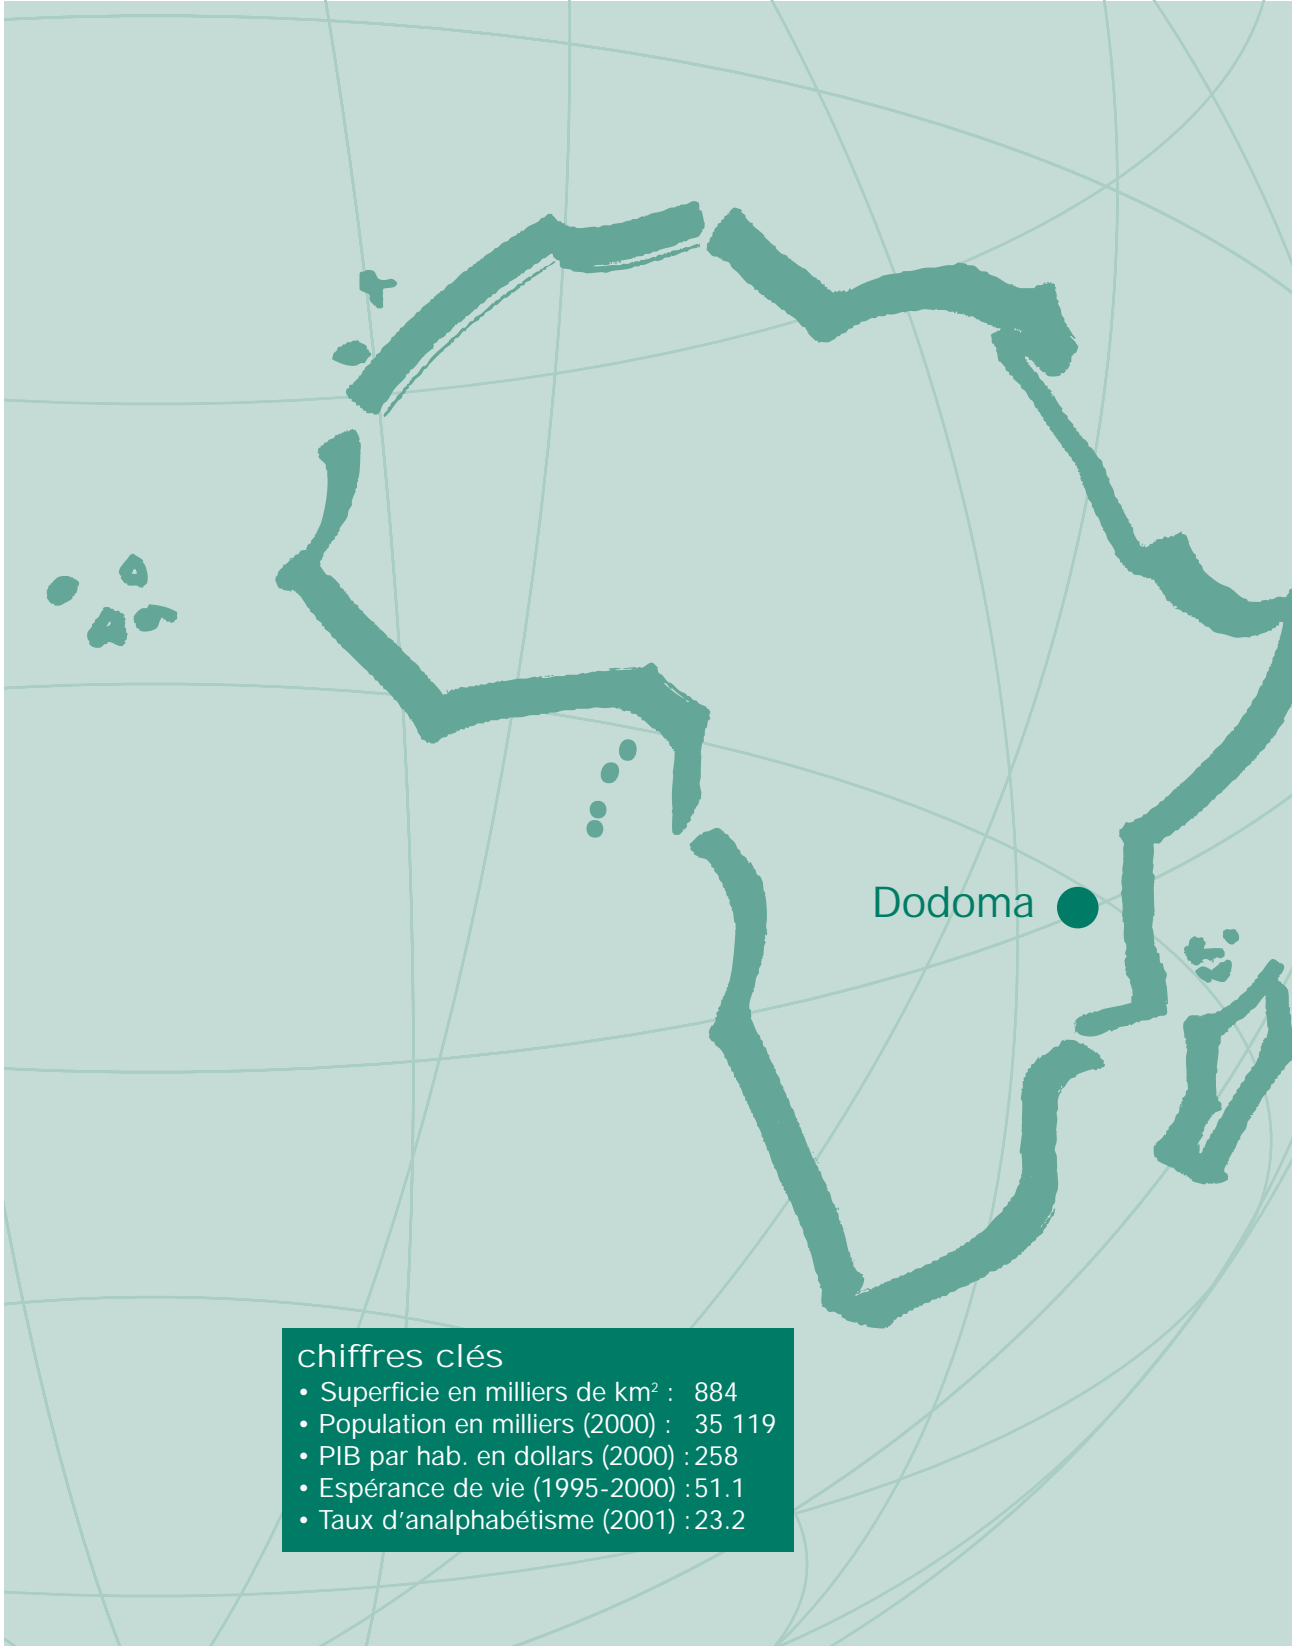 Dodoma
chiffres clés
• Superficie en milliers de km² : 884
• Population en milliers (2000) : 35 119
• PIB par hab. en dollars (2000) : 258
• Espérance de vie (1995-2000) : 51.1
• Taux d'analphabétisme (2001) : 23.2